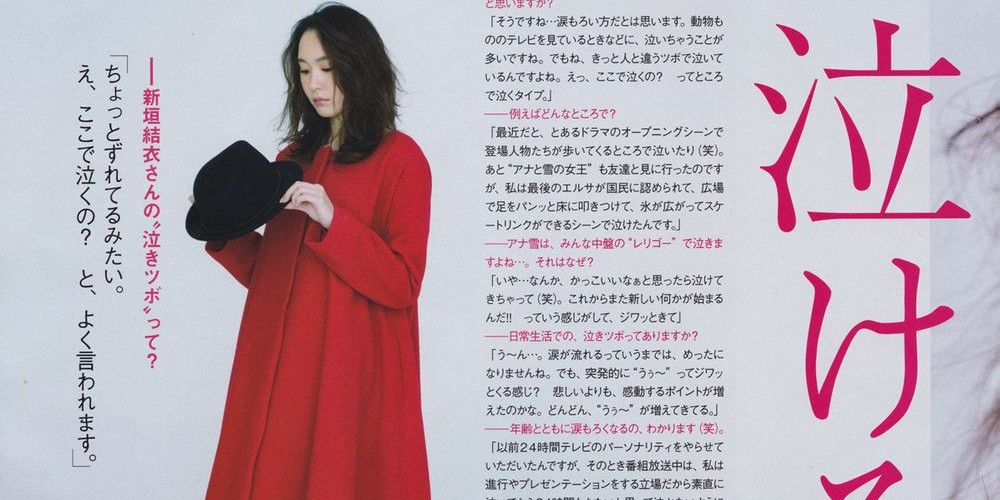 泣ける
と思いますか?
「そうですね…涙もろい方だとは思います。動物も
ののテレビを見ているときなどに、泣いちゃうことが
多いですね。でもね、きっと人と違うツボで泣いて
いるんですよね。えっ、ここで泣くの? ってところ
で泣くタイプ。」
――例えばどんなところで?
「最近だと、とあるドラマのオープニングシーンで
登場人物たちが歩いてくるところで泣いたり(笑)。
あと“アナと雪の女王”も友達と見に行ったのです
が、私は最後のエルサが国民に認められて、広場
で足をバンッと床に叩きつけて、氷が広がってスケ
ートリンクができるシーンで泣けたんです。」
――アナ雪は、みんな中盤の“レリゴー”で泣きま
すよね…。それはなぜ?
「いや…なんか、かっこいいなぁと思ったら泣けて
きちゃって(笑)。これからまた新しい何かが始まる
んだ!! っていう感じがして、ジワッときて」
――日常生活での、泣きツボってありますか?
「う〜ん…。涙が流れるっていうまでは、めったに
なりませんね。でも、突発的に“うぅ〜”ってジワッ
とくる感じ? 悲しいよりも、感動するポイントが増
えたのかな。どんどん、“うぅ〜”が増えてきてる。」
――年齢とともに涙もろくなるの、わかります(笑)。
「以前24時間テレビのパーソナリティをやらせて
いただいたんですが、そのとき番組放送中は、私は
進行やプレゼンテーションをする立場だから素直に
――新垣結衣さんの〝泣きツボ〟って?
「ちょっとずれてるみたい。
え、ここで泣くの? と、よく言われます。」